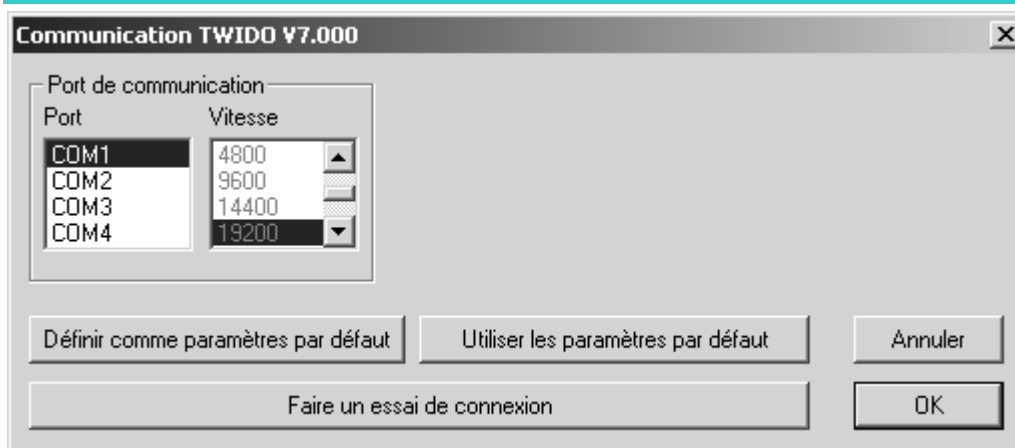 Communication TWIDO V7.000
Port de communication
Port Vitesse
COM1 4800
COM2 9600
COM3 14400
COM4 19200
Définir comme paramètres par défaut Utiliser les paramètres par défaut Annuler
Faire un essai de connexion OK